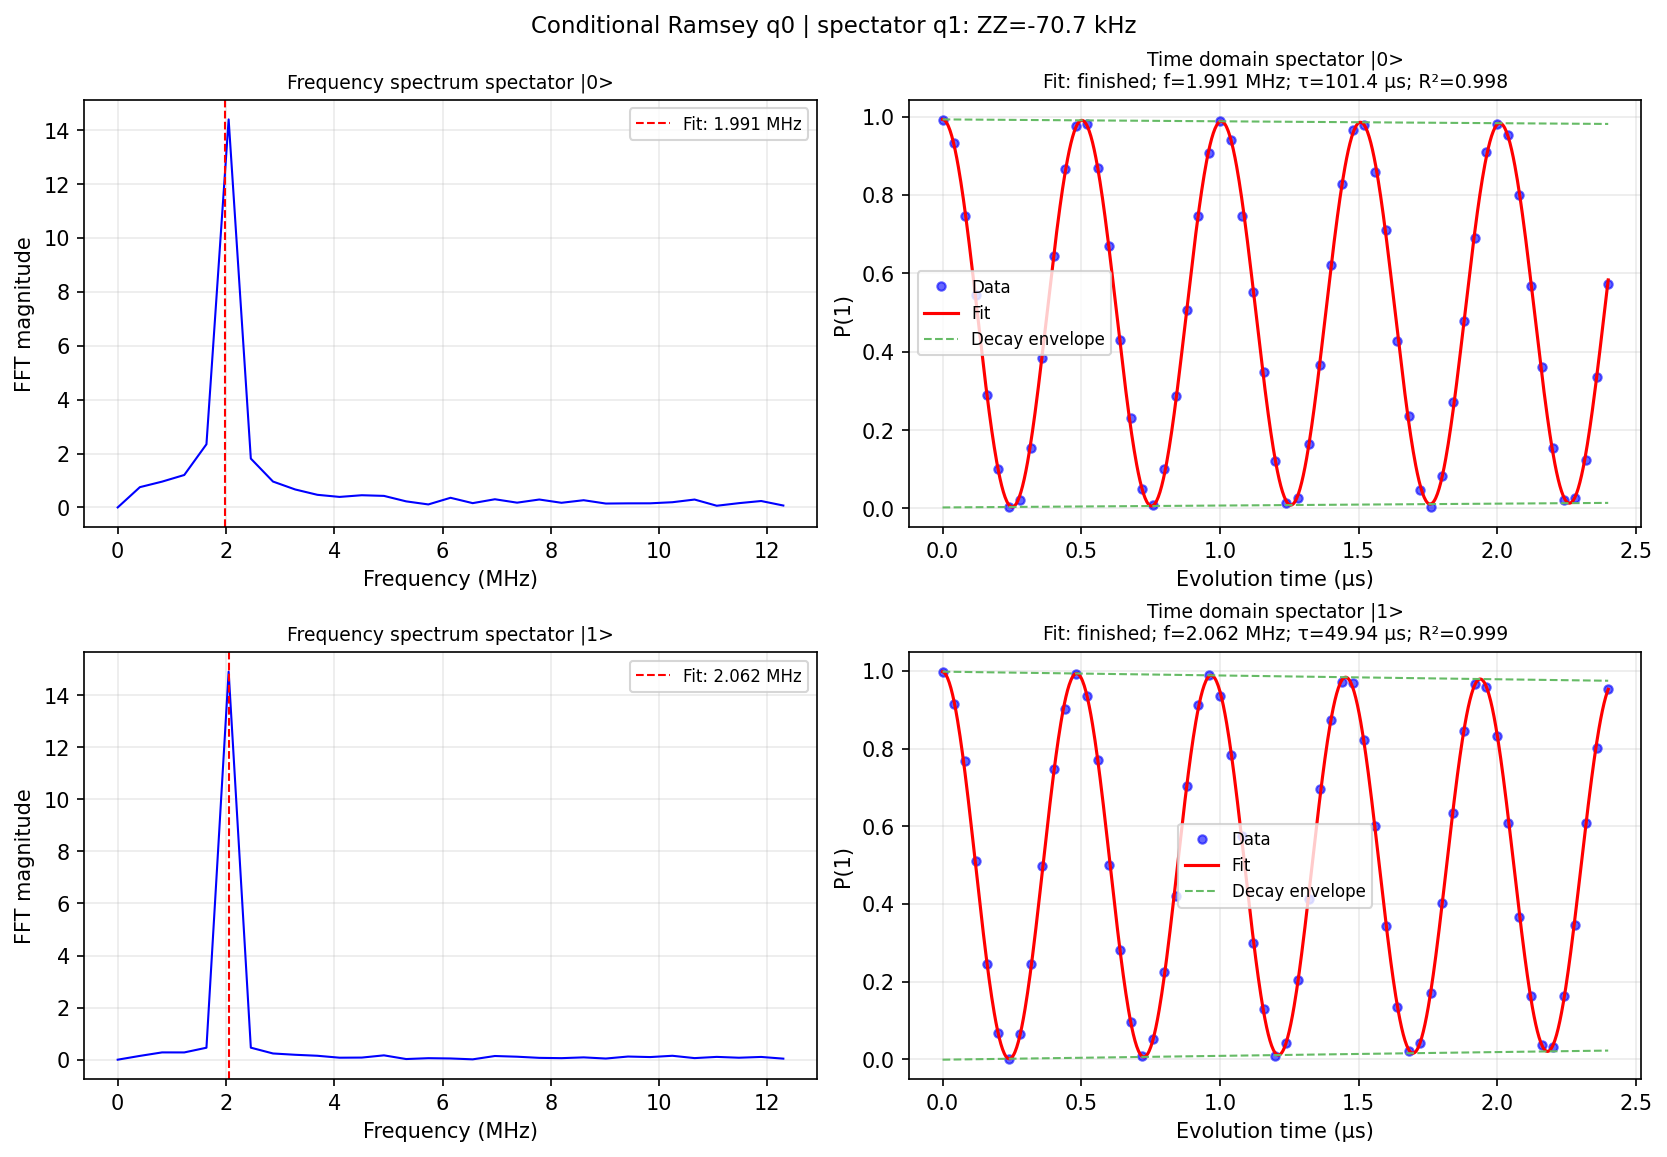 Conditional Ramsey q0 | spectator q1: ZZ=-70.7 kHz
Frequency spectrum spectator |0>
Fit: 1.991 MHz
FFT magnitude
14
12
10
8
6
4
2
0
0 2 4 6 8 10 12
Frequency (MHz)
Time domain spectator |0>
Fit: finished; f=1.991 MHz; τ=101.4 µs; R²=0.998
P(1)
1.0
0.8
0.6
0.4
0.2
0.0
Data
Fit
Decay envelope
0.0 0.5 1.0 1.5 2.0 2.5
Evolution time (µs)
Frequency spectrum spectator |1>
Fit: 2.062 MHz
FFT magnitude
14
12
10
8
6
4
2
0
0 2 4 6 8 10 12
Frequency (MHz)
Time domain spectator |1>
Fit: finished; f=2.062 MHz; τ=49.94 µs; R²=0.999
P(1)
1.0
0.8
0.6
0.4
0.2
0.0
Data
Fit
Decay envelope
0.0 0.5 1.0 1.5 2.0 2.5
Evolution time (µs)